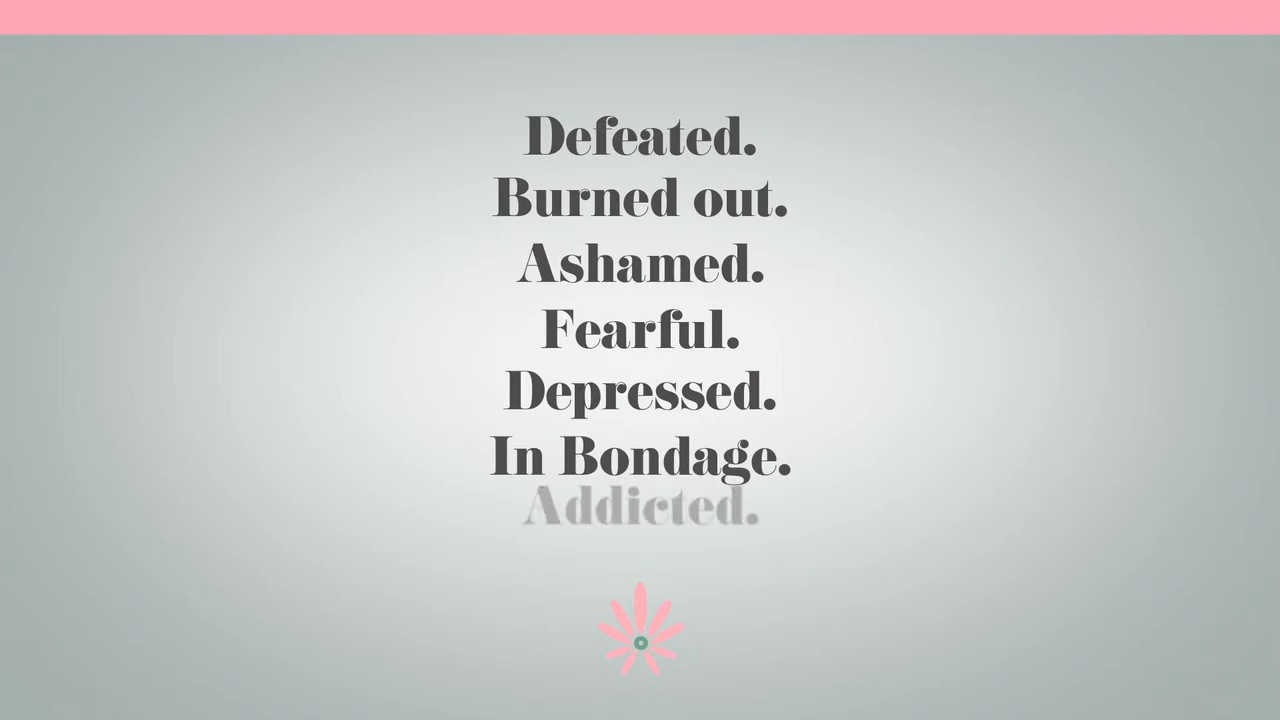 Defeated.
Burned out.
Ashamed.
Fearful.
Depressed.
In Bondage.
Addicted.